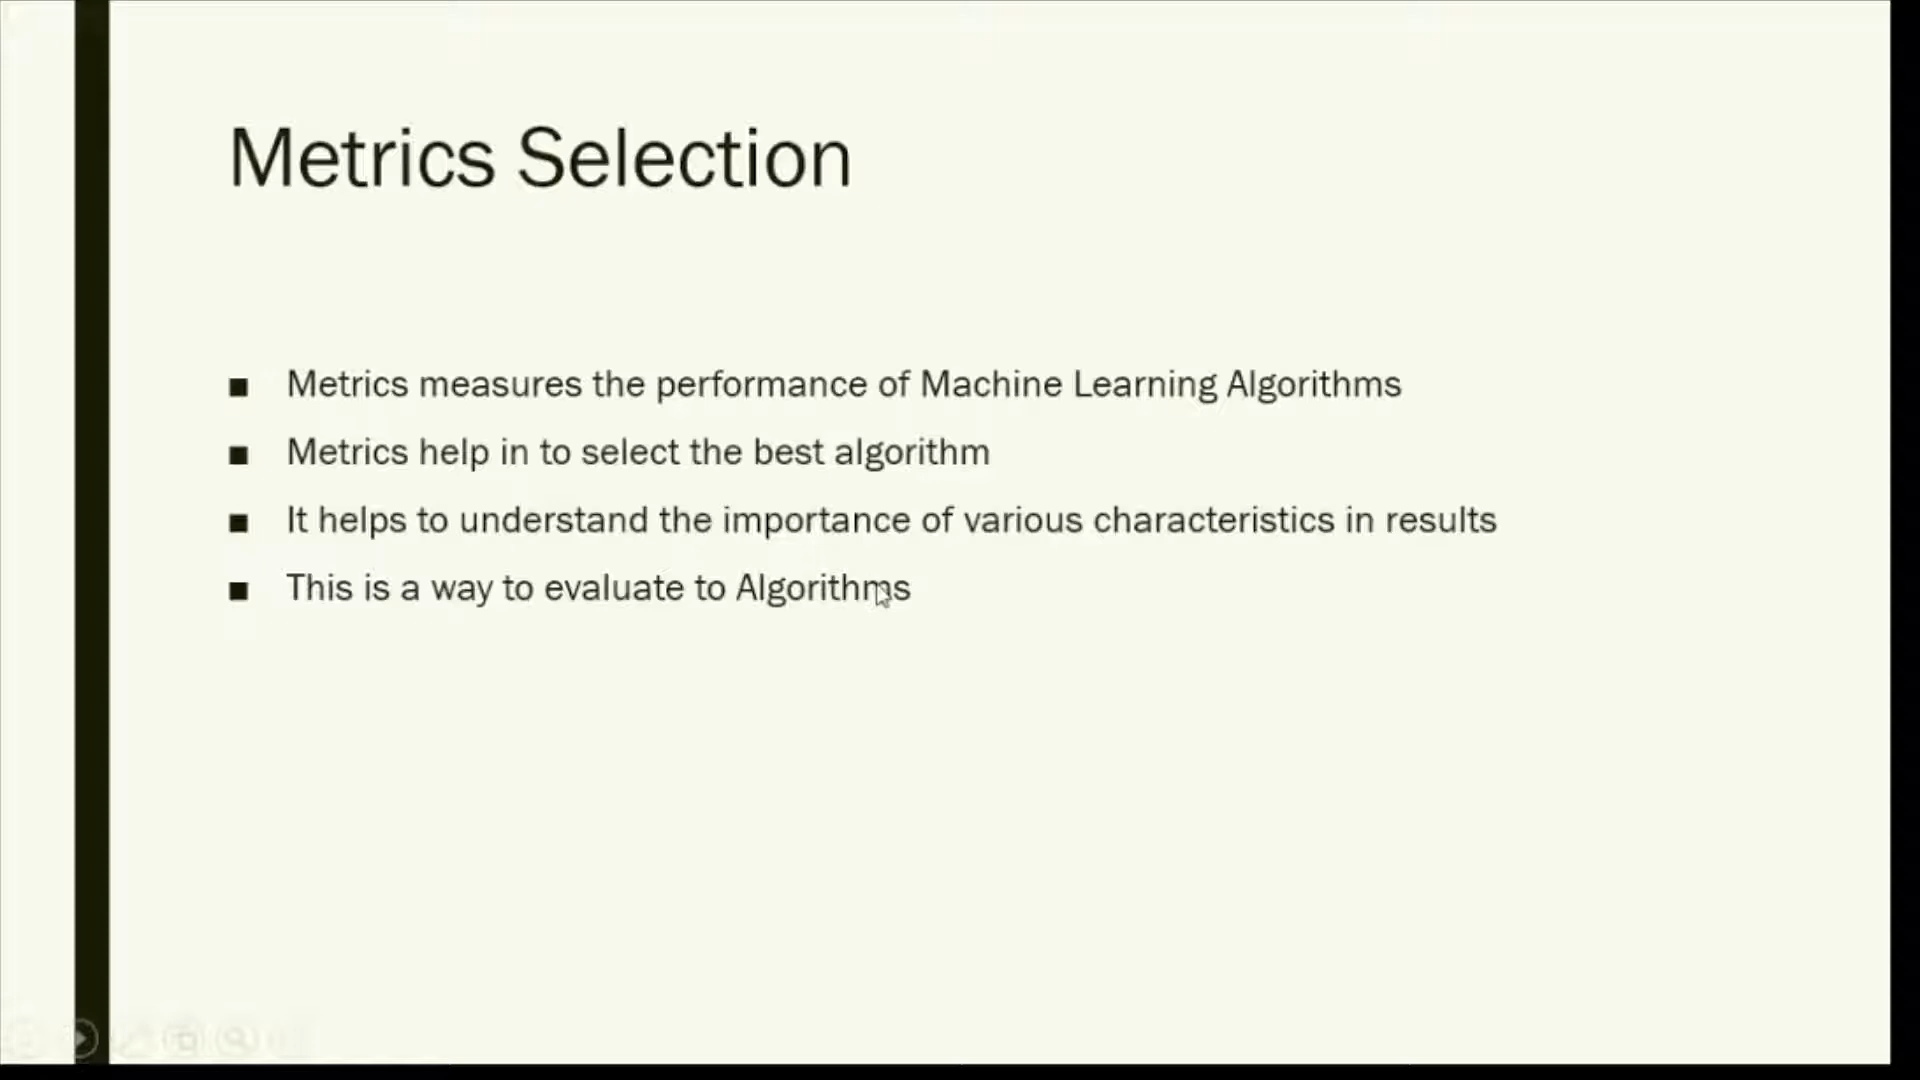 Metrics Selection
■ Metrics measures the performance of Machine Learning Algorithms
■ Metrics help in to select the best algorithm
■ It helps to understand the importance of various characteristics in results
■ This is a way to evaluate to Algorithms